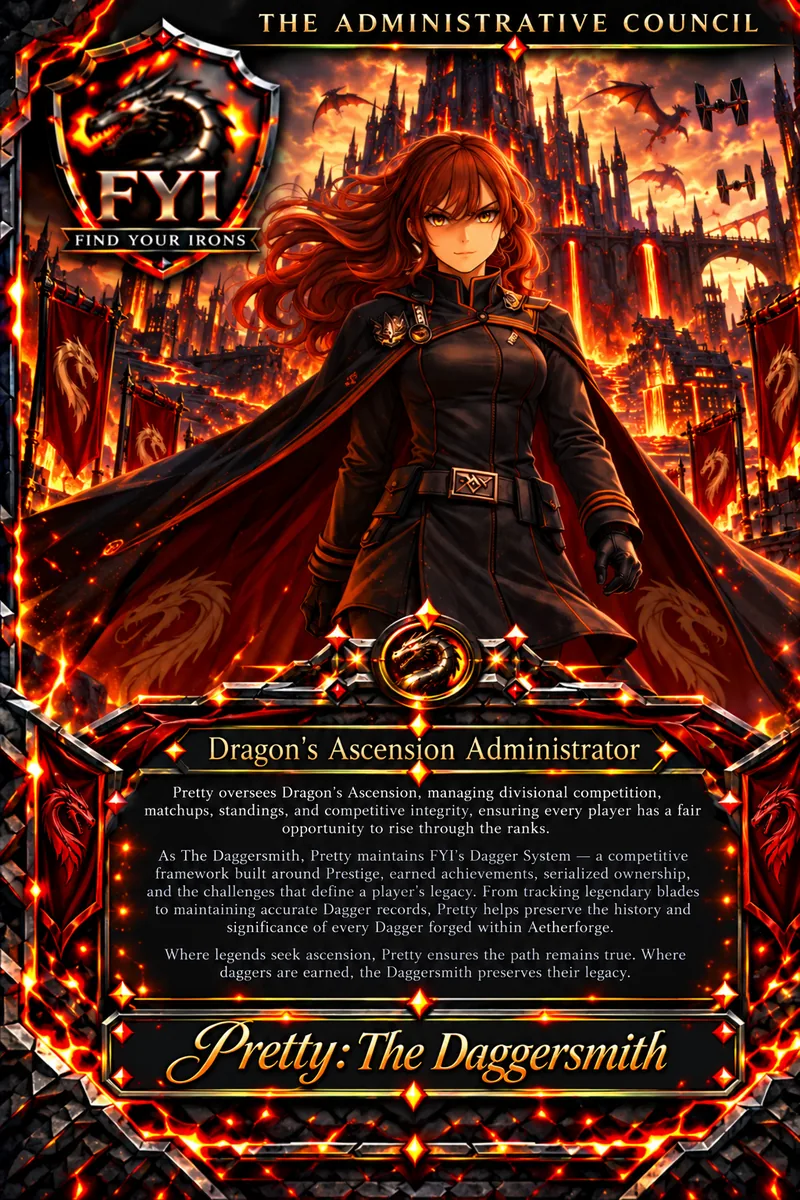 THE ADMINISTRATIVE COUNCIL
FYI
FIND YOUR IRONS
Dragon's Ascension Administrator
Pretty oversees Dragon's Ascension, managing divisional competition,
matchups, standings, and competitive integrity, ensuring every player has a fair
opportunity to rise through the ranks.
As The Daggersmith, Pretty maintains FYI's Dagger System — a competitive
framework built around Prestige, earned achievements, serialized ownership,
and the challenges that define a player's legacy. From tracking legendary blades
to maintaining accurate Dagger records, Pretty helps preserve the history and
significance of every Dagger forged within Aetherforge.
Where legends seek ascension, Pretty ensures the path remains true. Where
daggers are earned, the Daggersmith preserves their legacy.
Pretty: The Daggersmith